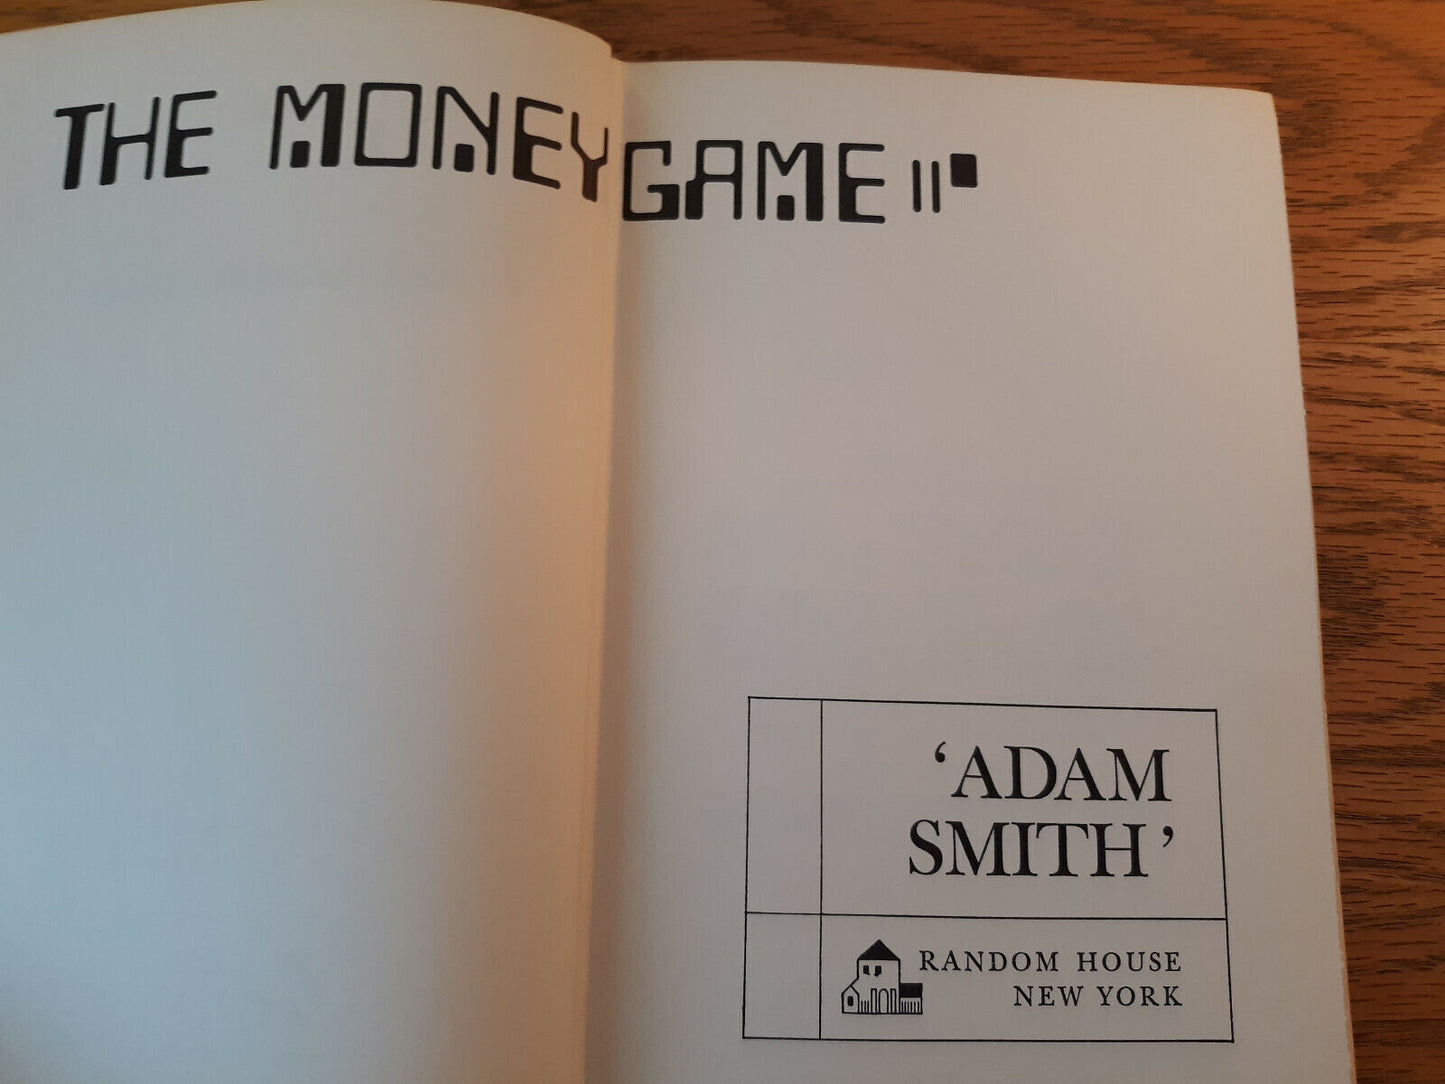 THE MONEY GAME
‘ADAM
SMITH’
RANDOM HOUSE
NEW YORK